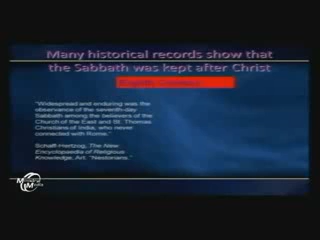 Many historical records show that
the Sabbath was kept after Christ
"Widespread and enduring was the
observance of the seventh-day
Sabbath among the believers of the
Church of the East and St. Thomas
Christians of India, who never
connected with Rome."
Schaff-Hertzog, The New
Encyclopaedia of Religious
Knowledge, Art. "Nestorians."